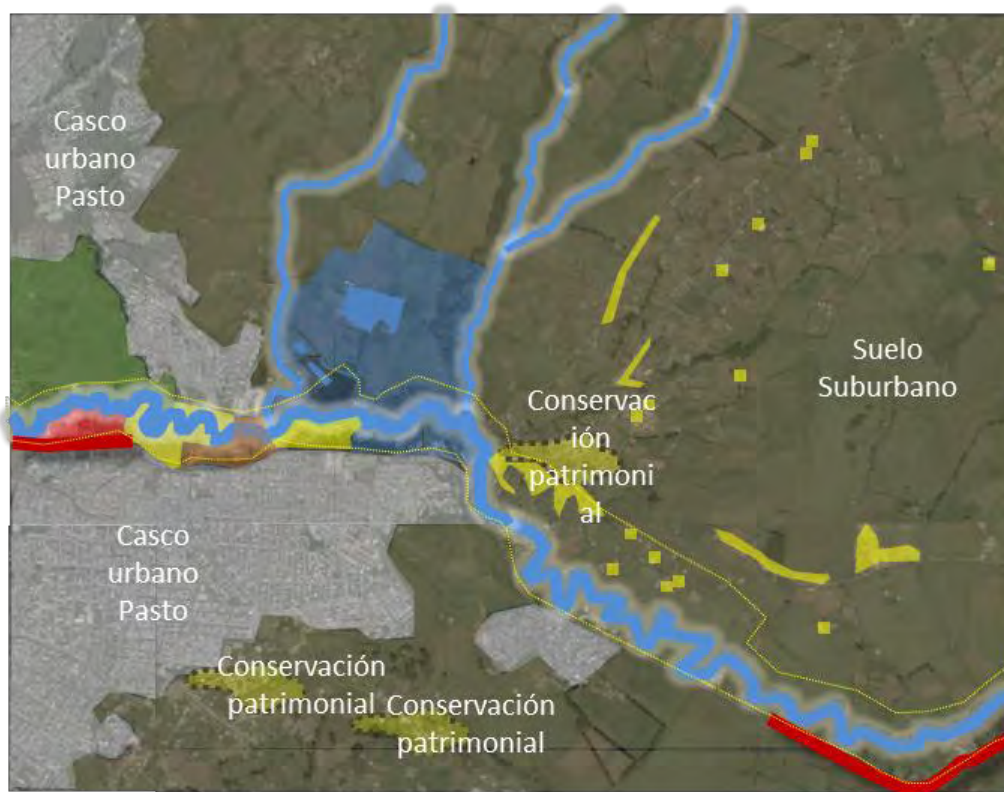 Casco
urbano
Pasto
Suelo
Suburbano
Conservac
ión
patrimoni
al
Casco
urbano
Pasto
Conservación
patrimonial
Conservación
patrimonial